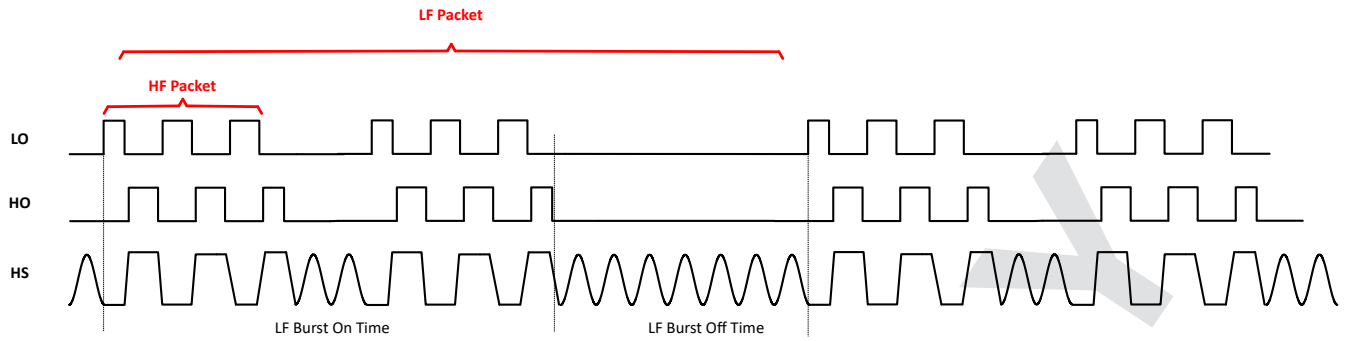 LF Packet
HF Packet
LO
HO
HS
LF Burst On Time
LF Burst Off Time
Y